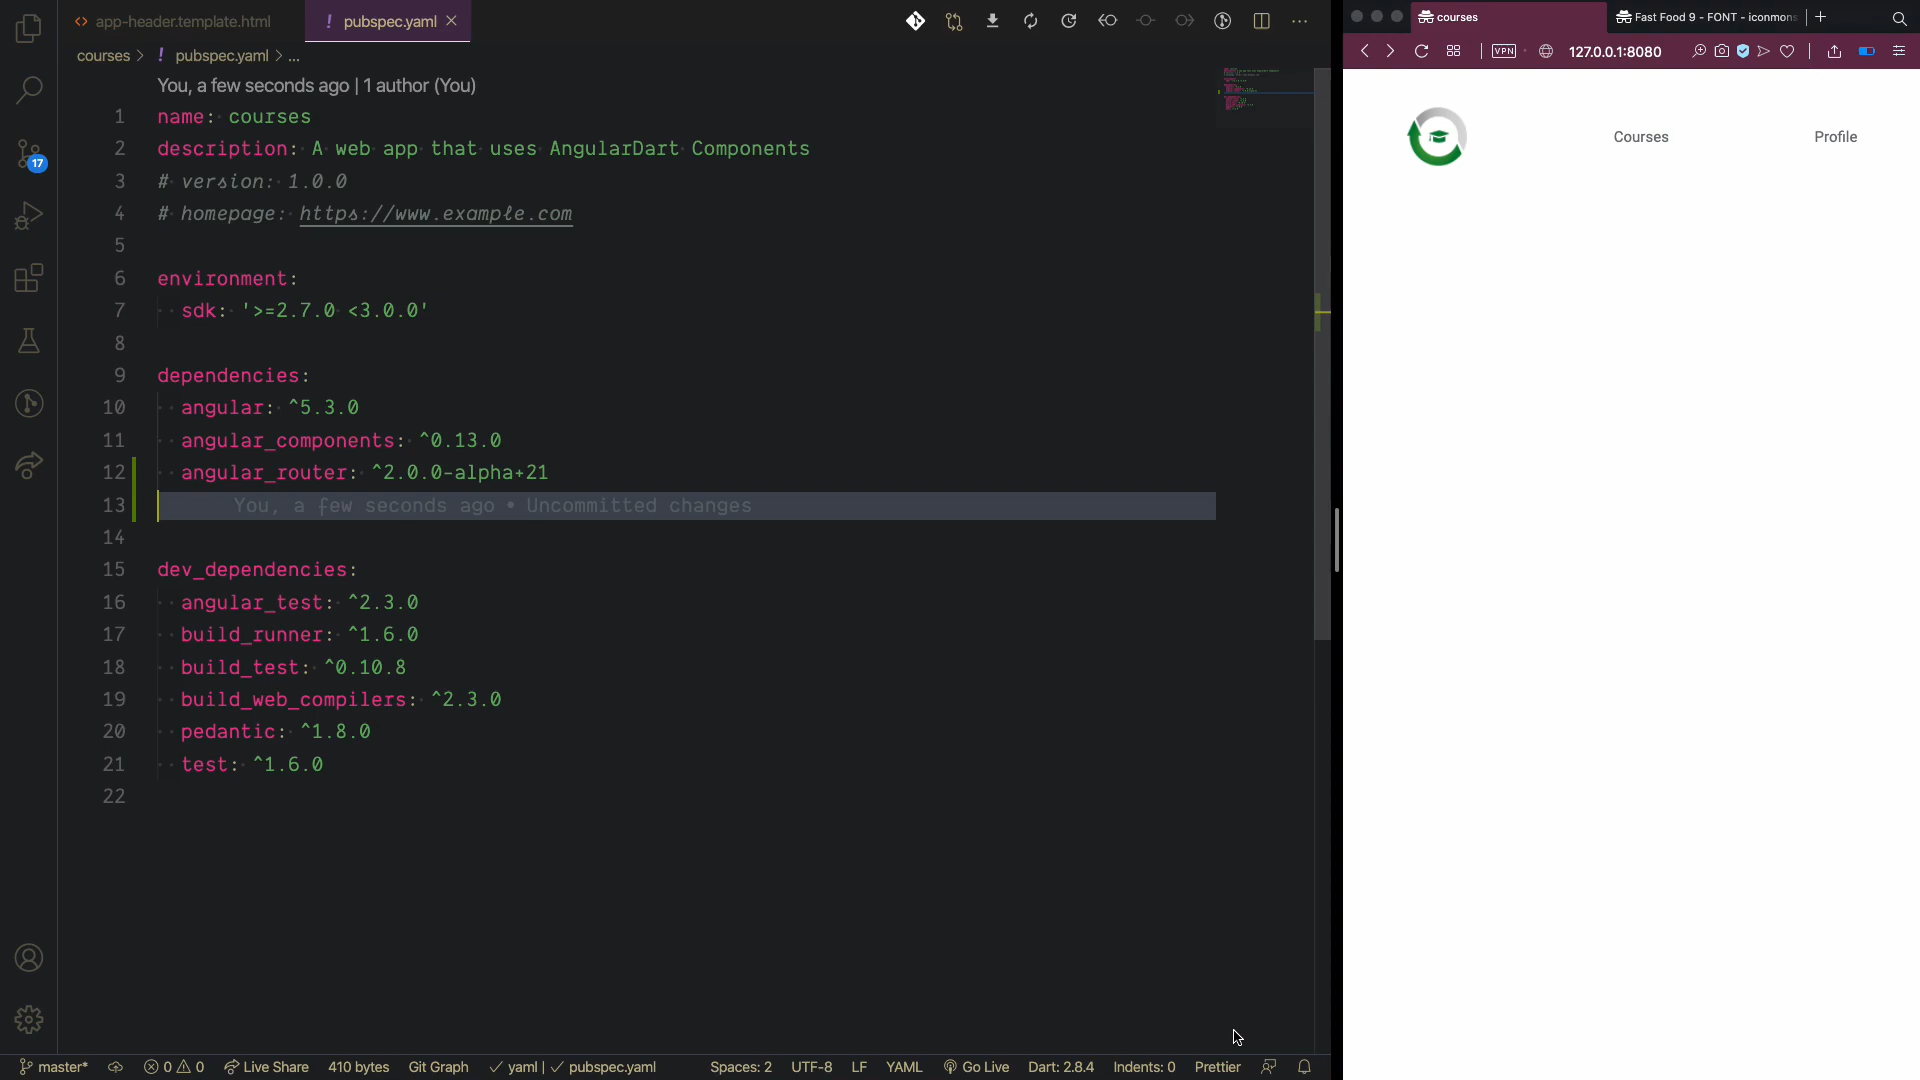 app-header.template.html
! pubspec.yaml
courses > ! pubspec.yaml > ...
You, a few seconds ago | 1 author (You)
1 name: courses
2 description: A web app that uses AngularDart Components
3 # version: 1.0.0
4 # homepage: https://www.example.com
5
6 environment:
7 sdk: '>=2.7.0 <3.0.0'
8
9 dependencies:
10 angular: ^5.3.0
11 angular_components: ^0.13.0
12 angular_router: ^2.0.0-alpha+21
13 You, a few seconds ago • Uncommitted changes
14
15 dev_dependencies:
16 angular_test: ^2.3.0
17 build_runner: ^1.6.0
18 build_test: ^0.10.8
19 build_web_compilers: ^2.3.0
20 pedantic: ^1.8.0
21 test: ^1.6.0
22
17
master* 0 0 Live Share 410 bytes Git Graph yaml | pubspec.yaml Spaces: 2 UTF-8 LF YAML Go Live Dart: 2.8.4 Indents: 0 Prettier
courses
Fast Food 9 - FONT - iconmons
VPN 127.0.0.1:8080
Courses Profile